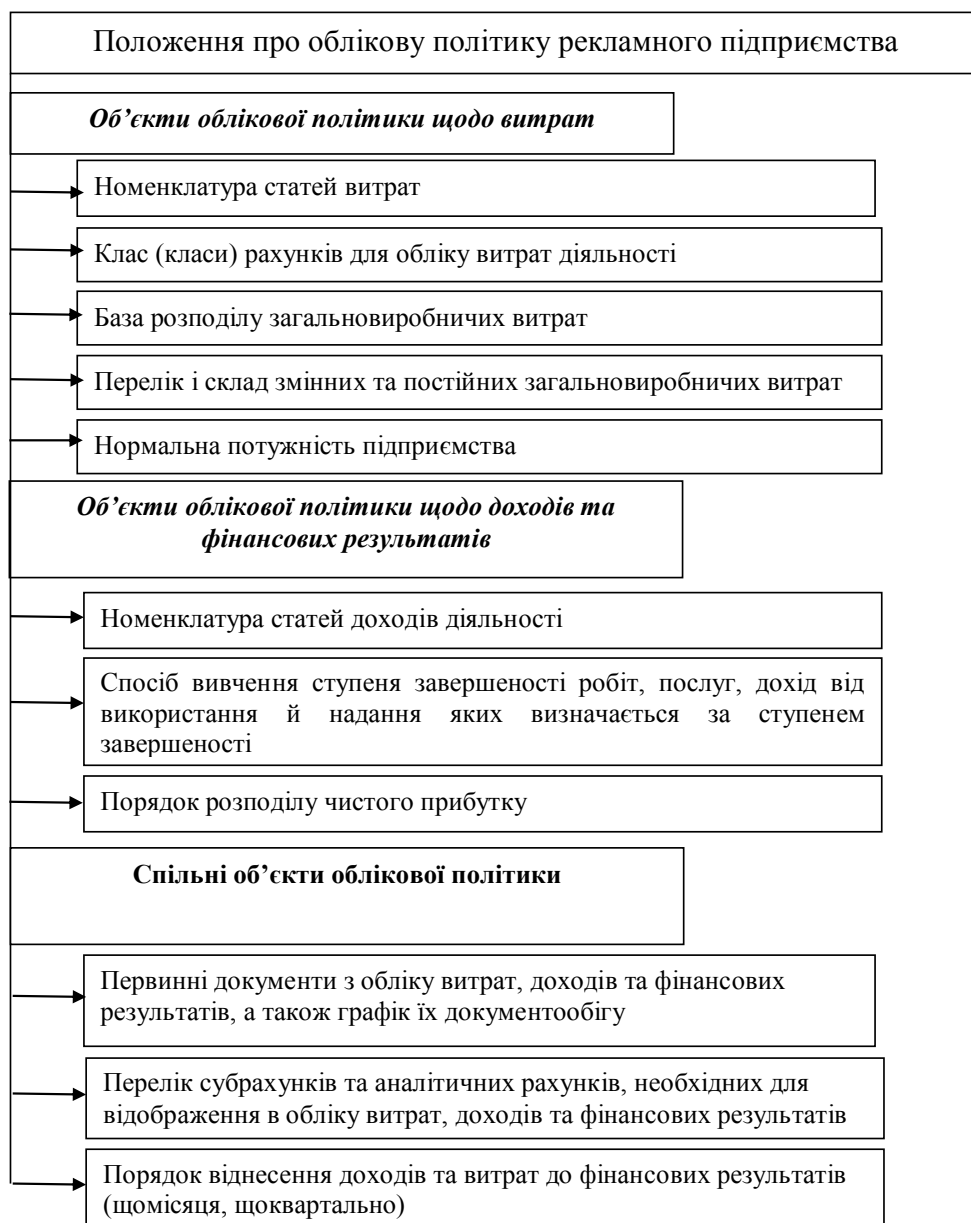 Положення про облікову політику рекламного підприємства
Об’єкти облікової політики щодо витрат
Номенклатура статей витрат
Клас (класи) рахунків для обліку витрат діяльності
База розподілу загальновиробничих витрат
Перелік і склад змінних та постійних загальновиробничих витрат
Нормальна потужність підприємства
Об’єкти облікової політики щодо доходів та
фінансових результатів
Номенклатура статей доходів діяльності
Спосіб вивчення ступеня завершеності робіт, послуг, дохід від
використання й надання яких визначається за ступенем
завершеності
Порядок розподілу чистого прибутку
Спільні об’єкти облікової політики
Первинні документи з обліку витрат, доходів та фінансових
результатів, а також графік їх документообігу
Перелік субрахунків та аналітичних рахунків, необхідних для
відображення в обліку витрат, доходів та фінансових результатів
Порядок віднесення доходів та витрат до фінансових результатів
(щомісяця, щоквартально)